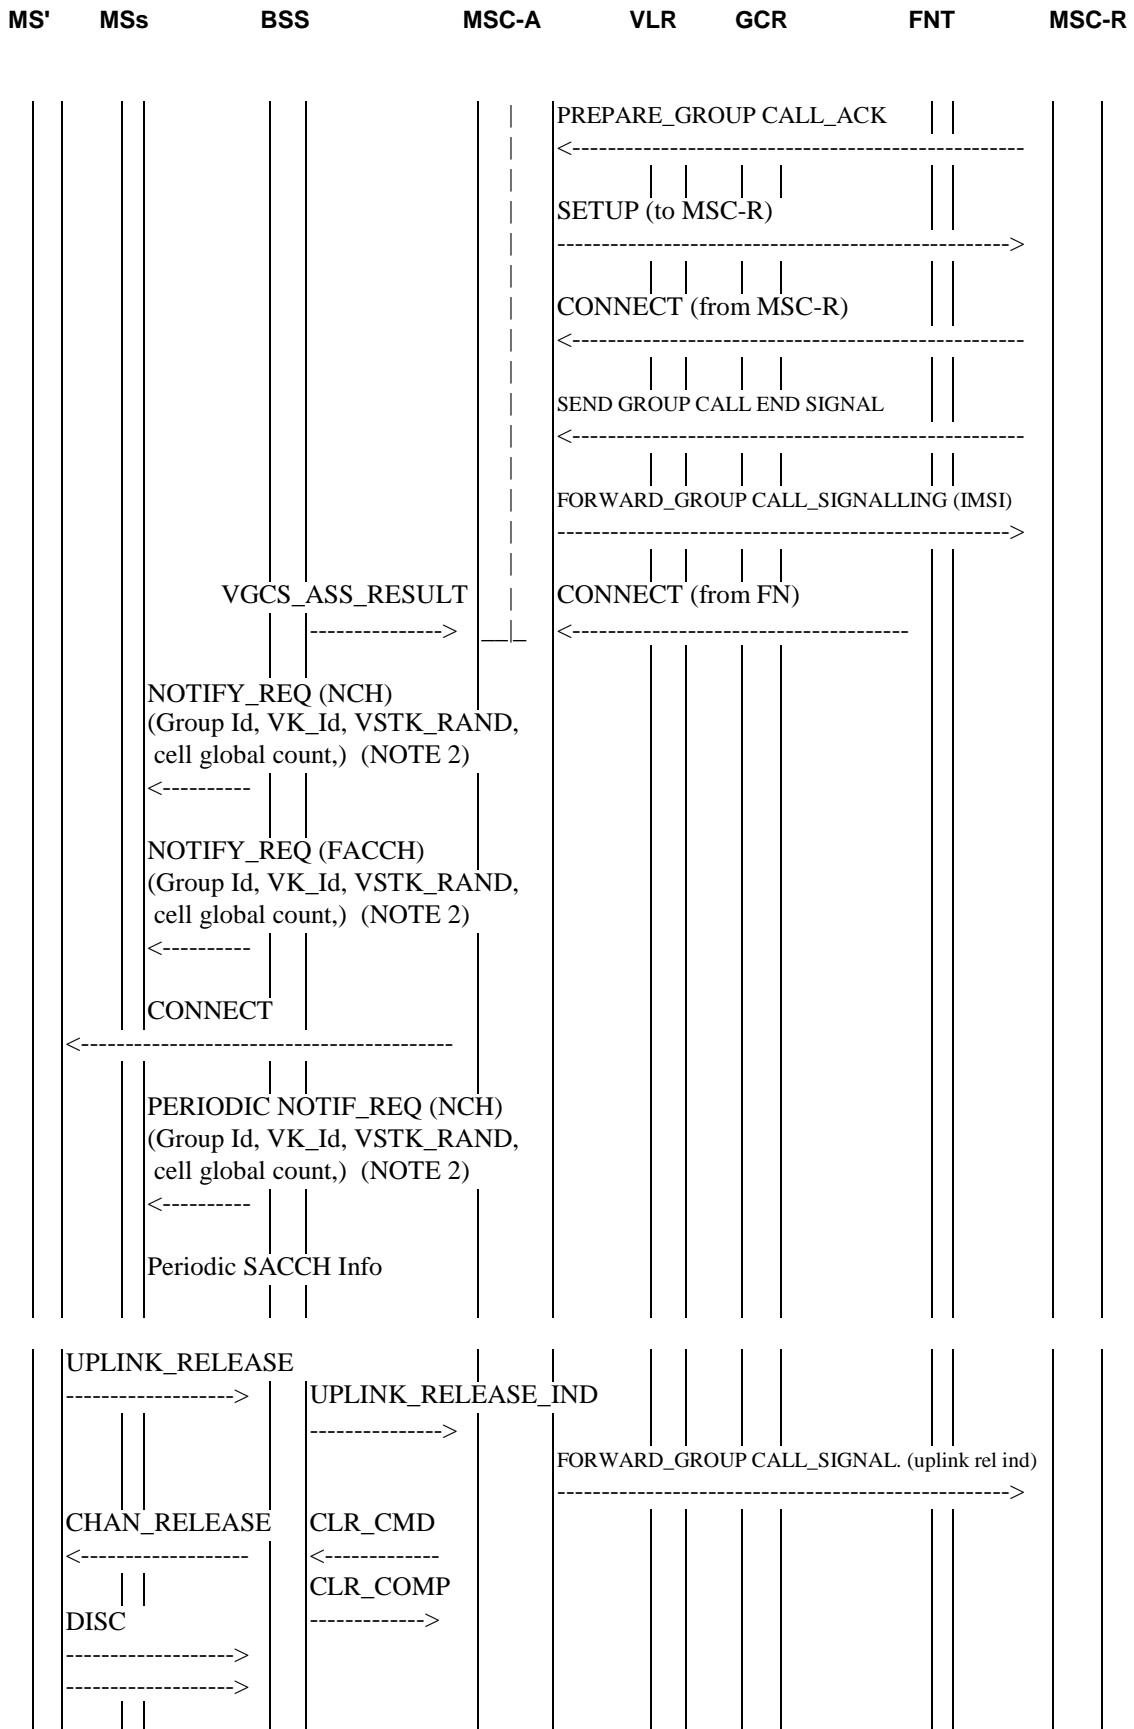 MS' MSs BSS MSC-A VLR GCR FNT MSC-R
PREPARE_GROUP CALL_ACK
<---------------------------------------------------
SETUP (to MSC-R)
--------------------------------------------------->
CONNECT (from MSC-R)
<---------------------------------------------------
SEND GROUP CALL END SIGNAL
<---------------------------------------------------
FORWARD_GROUP CALL_SIGNALLING (IMSI)
--------------------------------------------------->
VGCS_ASS_RESULT CONNECT (from FN)
---------------> __|_ <--------------------------------------
NOTIFY_REQ (NCH)
(Group Id, VK_Id, VSTK_RAND,
cell global count,) (NOTE 2)
<----------
NOTIFY_REQ (FACCH)
(Group Id, VK_Id, VSTK_RAND,
cell global count,) (NOTE 2)
<----------
CONNECT
<------------------------------------------
PERIODIC NOTIF_REQ (NCH)
(Group Id, VK_Id, VSTK_RAND,
cell global count,) (NOTE 2)
<----------
Periodic SACCH Info
UPLINK_RELEASE
------------------->
UPLINK_RELEASE_IND
--------------->
FORWARD_GROUP CALL_SIGNAL. (uplink rel ind)
--------------------------------------------------->
CHAN_RELEASE CLR_CMD
<------------------- <-------------
CLR_COMP
DISC ------------->
------------------->
------------------->